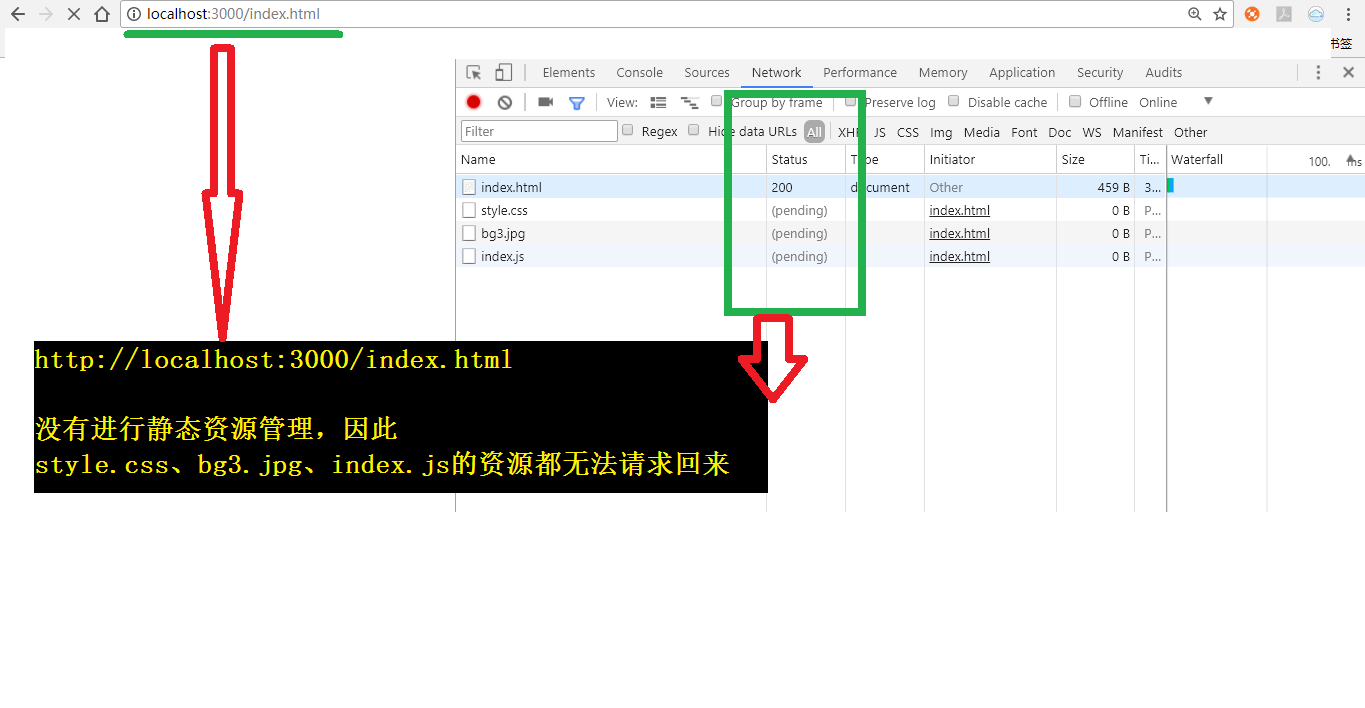 localhost:3000/index.html
书签
Elements Console Sources Network Performance Memory Application Security Audits
View: Group by frame Preserve log Disable cache Offline Online
Filter Regex Hide data URLs All XHR JS CSS Img Media Font Doc WS Manifest Other
Name Status Type Initiator Size Ti... Waterfall 100. ms
index.html 200 document Other 459 B 3...
style.css (pending) index.html 0 B P...
bg3.jpg (pending) index.html 0 B P...
index.js (pending) index.html 0 B P...
http://localhost:3000/index.html
没有进行静态资源管理，因此
style.css、bg3.jpg、index.js的资源都无法请求回来